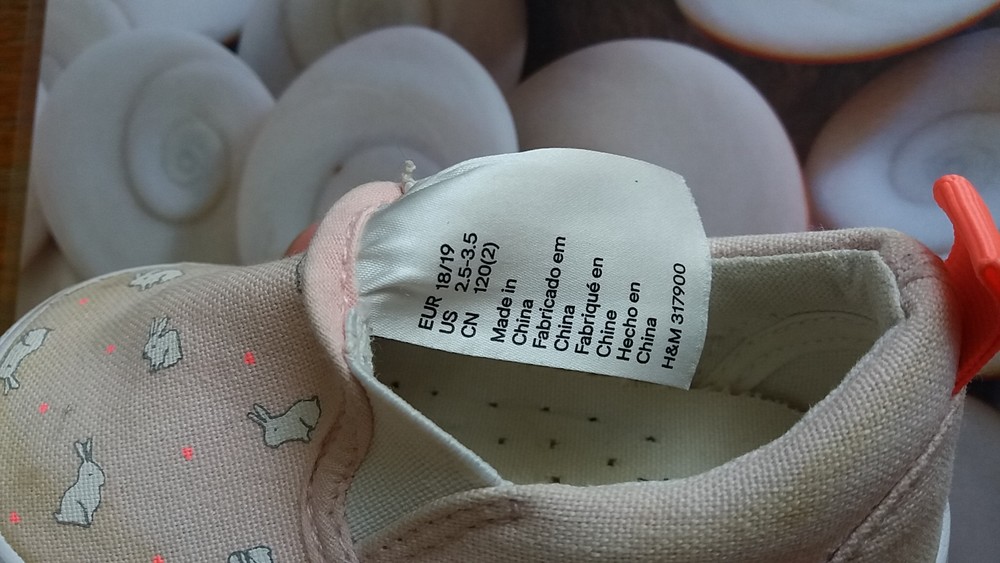 EUR 18/19
US 2.5-3.5
CN 120(2)
Made in
China
Fabricado em
China
Fabriqué en
Chine
Hecho en
China
H&M 317900